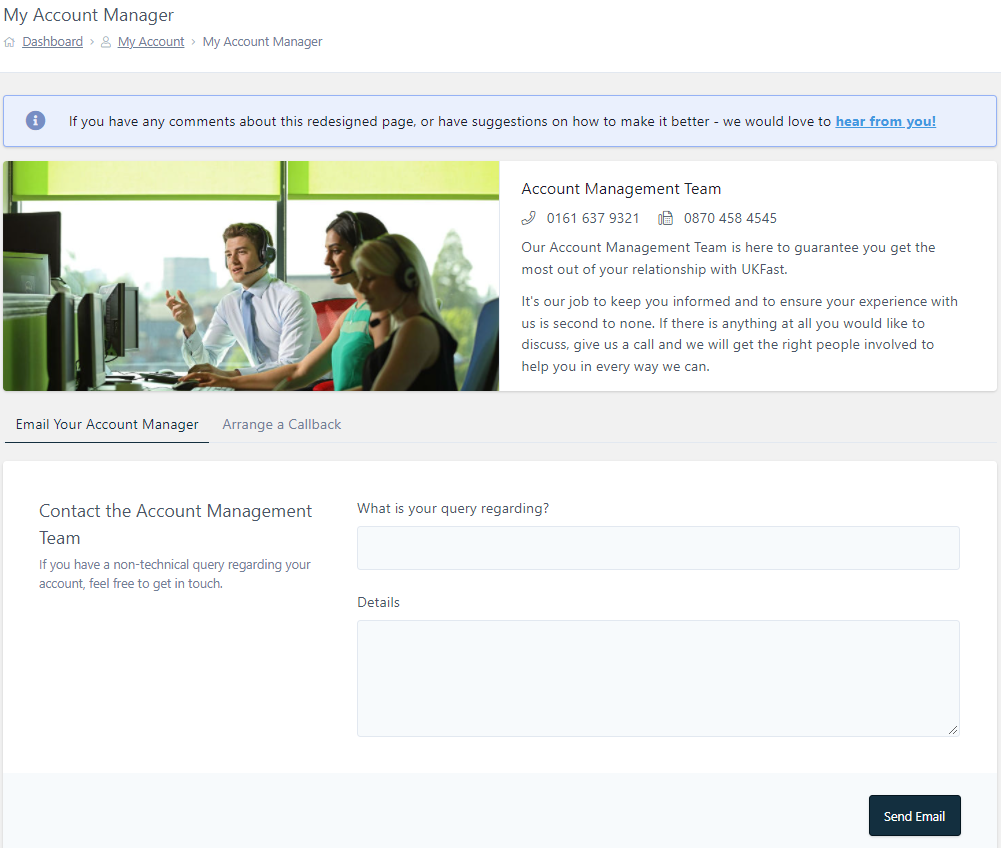 My Account Manager
Dashboard › My Account › My Account Manager
If you have any comments about this redesigned page, or have suggestions on how to make it better - we would love to hear from you!
Account Management Team
0161 637 9321 0870 458 4545
Our Account Management Team is here to guarantee you get the
most out of your relationship with UKFast.
It's our job to keep you informed and to ensure your experience with
us is second to none. If there is anything at all you would like to
discuss, give us a call and we will get the right people involved to
help you in every way we can.
Email Your Account Manager Arrange a Callback
Contact the Account Management
Team
If you have a non-technical query regarding your
account, feel free to get in touch.
What is your query regarding?
Details
Send Email